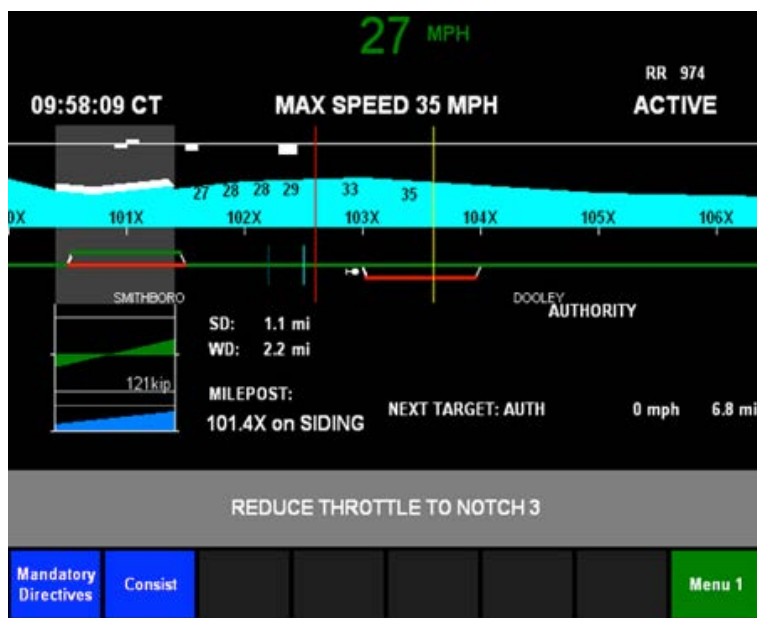 27 MPH
RR 974
09:58:09 CT MAX SPEED 35 MPH ACTIVE
27 28 28 29 33 35
0X 101X 102X 103X 104X 105X 106X
SMITHBORO DOOLEY
AUTHORITY
SD: 1.1 mi
WD: 2.2 mi
121kip
MILEPOST:
NEXT TARGET: AUTH 0 mph 6.8 mi
101.4X on SIDING
REDUCE THROTTLE TO NOTCH 3
Mandatory
Directives
Consist
Menu 1